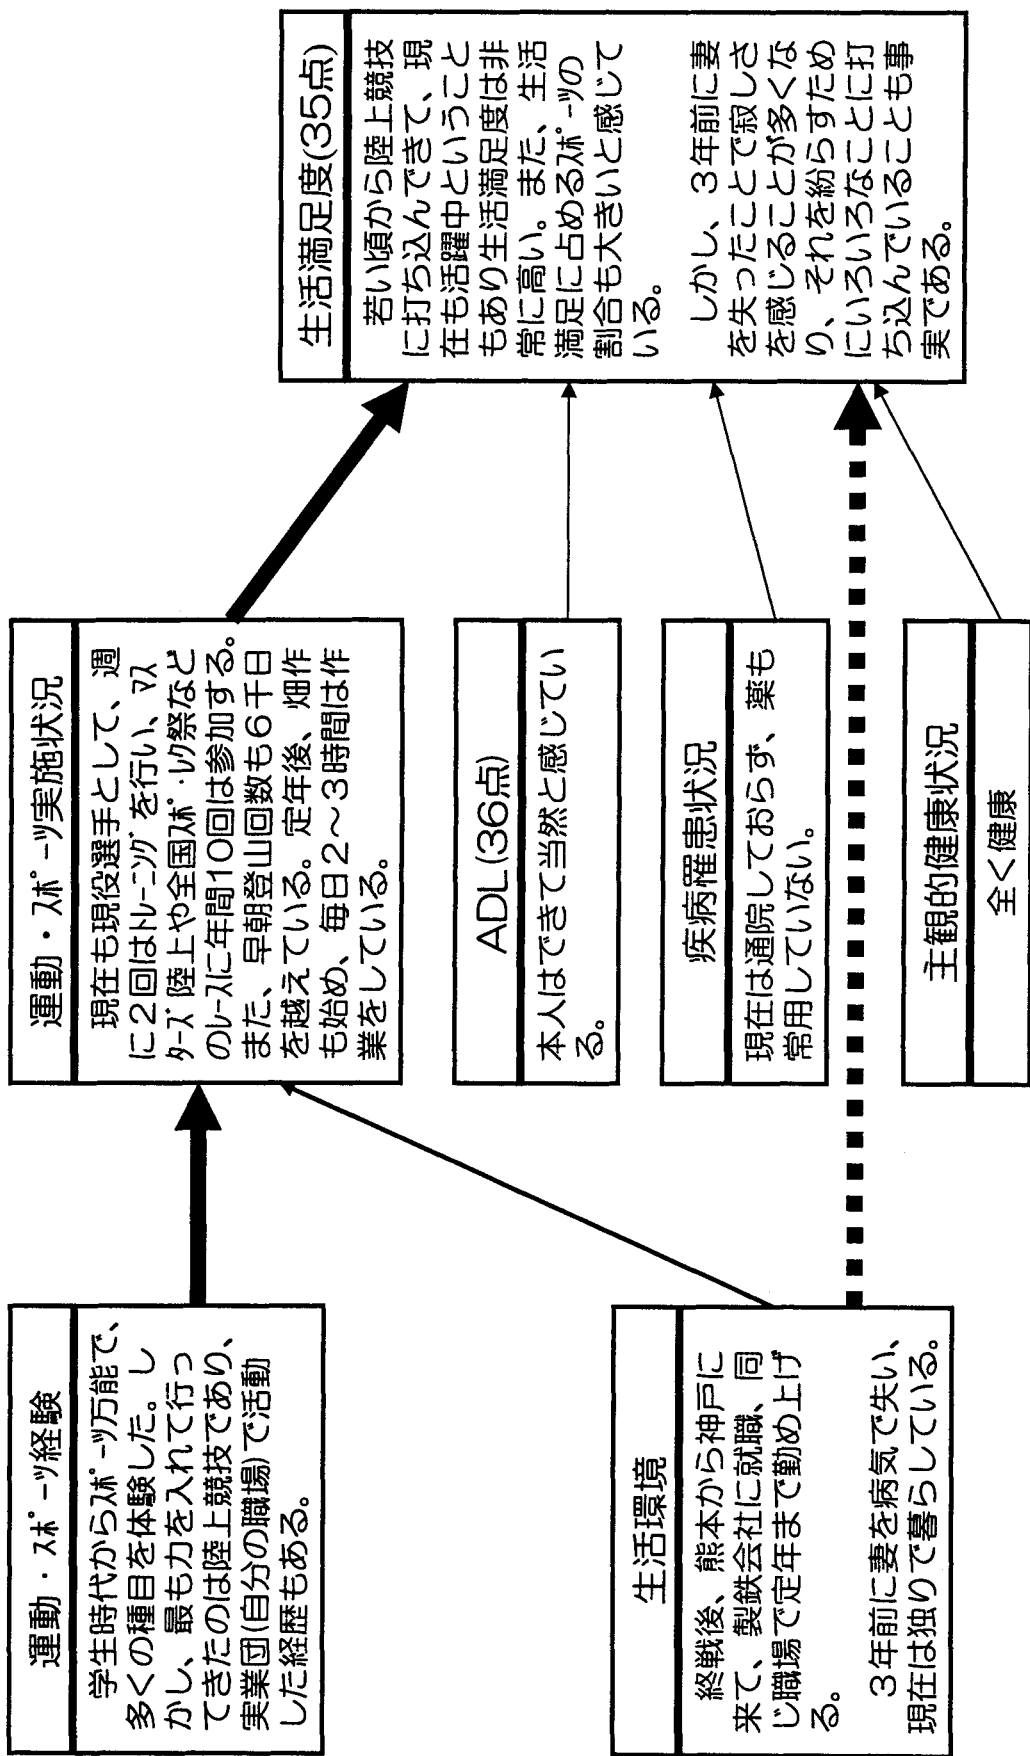 運動・スポーツ経験
学生時代からスポーツ万能で、
多くの種目を体験した。し
かし、最も力を入れて行っ
てきたのは陸上競技であり、
実業団(自分の職場)で活動
した経歴もある。
生活環境
終戦後、熊本から神戸に
来て、製鉄会社に就職、同
じ職場で定年まで勤め上げ
る。
3年前に妻を病気で失い、
現在は独りで暮らしている。
運動・スポーツ実施状況
現在も現役選手として、週
に2回はトレーニングを行い、マス
ターズ陸上や全国スポ・レク祭など
のレースに年間10回は参加する。
また、早朝登山回数も6千日
を越えている。定年後、畑作
も始め、毎日2～3時間は作
業をしている。
ADL(36点)
本人はできて当然と感じてい
る。
疾病罹患状況
現在は通院しておらず、薬も
常用していない。
主観的健康状況
全く健康
生活満足度(35点)
若い頃から陸上競技
に打ち込んできて、現
在も活躍中ということ
もあり生活満足度は非
常に高い。また、生活
満足に占めるスポーツの
割合も大きいと感じて
いる。
しかし、3年前に妻
を失ったことで寂しさ
を感じることが多くな
り、それを紛らすため
にいろいろなことに打
ち込んでいることも事
実である。